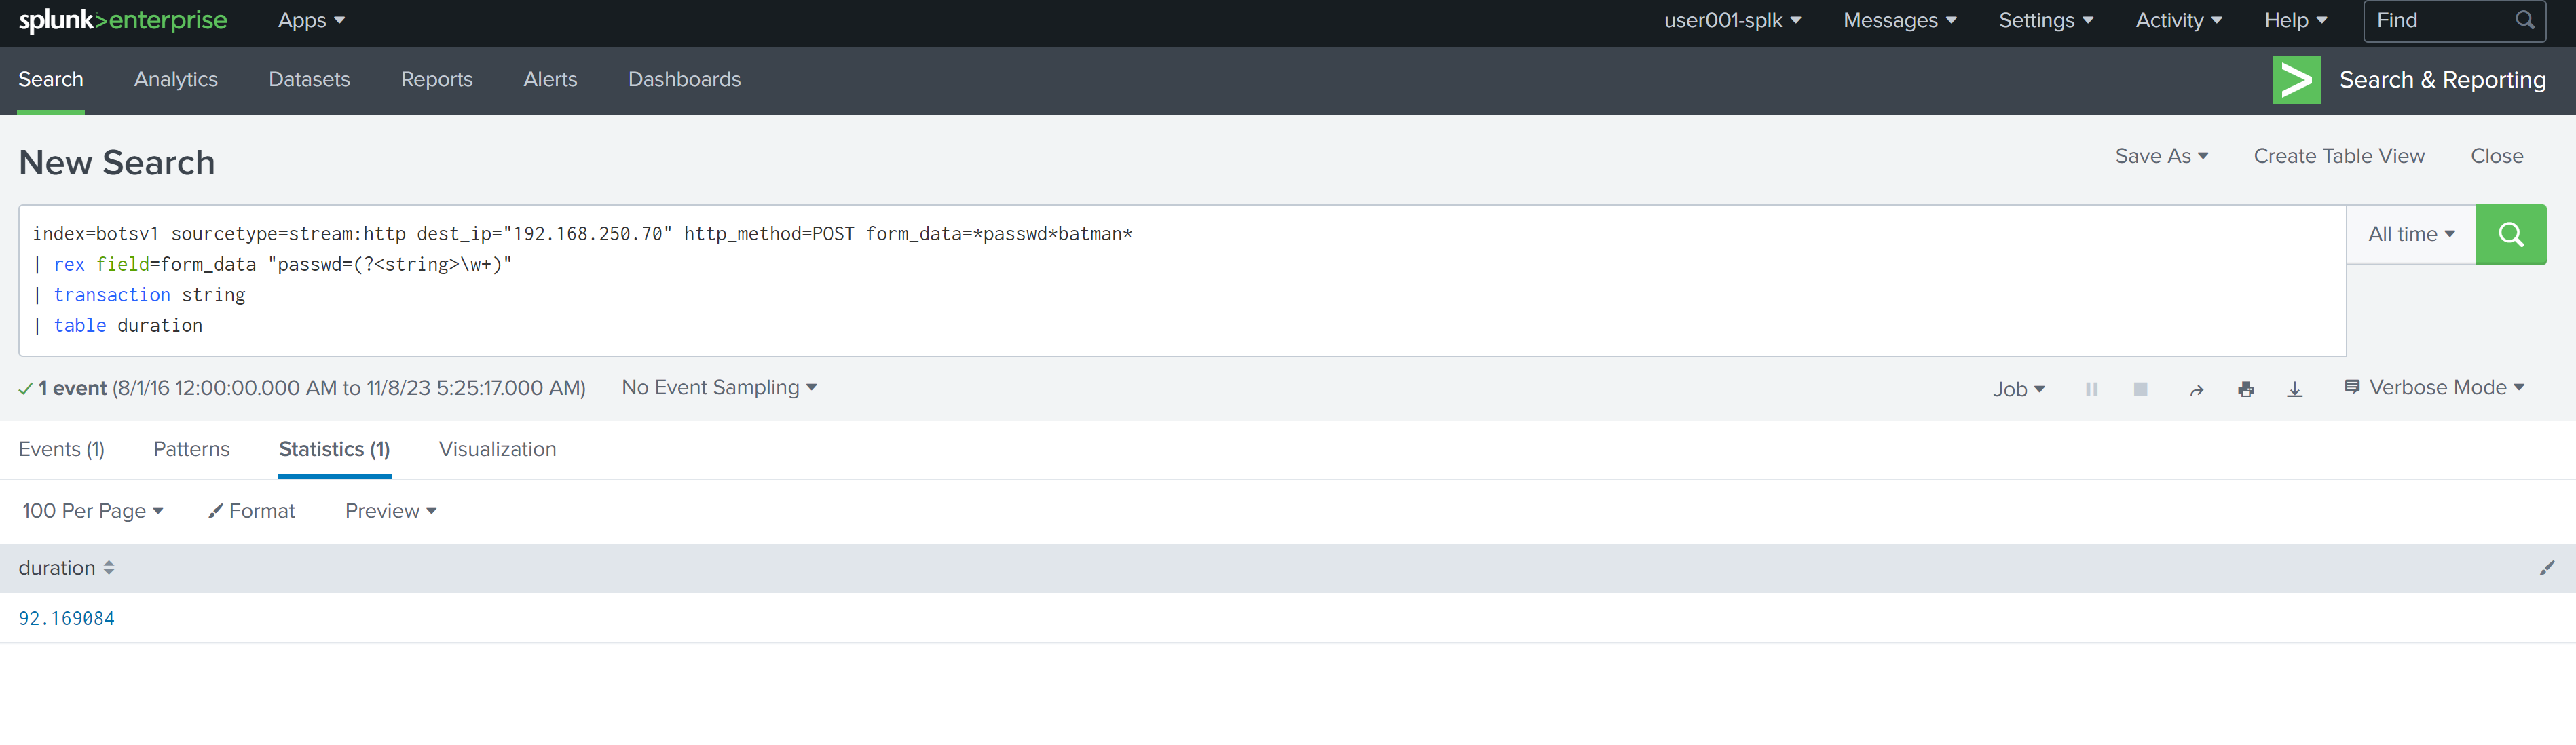 splunk>enterprise Apps user001-splk Messages Settings Activity Help Find
Search Analytics Datasets Reports Alerts Dashboards Search & Reporting
New Search Save As Create Table View Close
index=botsv1 sourcetype=stream:http dest_ip="192.168.250.70" http_method=POST form_data=*passwd*batman* All time
| rex field=form_data "passwd=(?<string>\w+)"
| transaction string
| table duration
1 event (8/1/16 12:00:00.000 AM to 11/8/23 5:25:17.000 AM) No Event Sampling Job Verbose Mode
Events (1) Patterns Statistics (1) Visualization
100 Per Page Format Preview
duration
92.169084